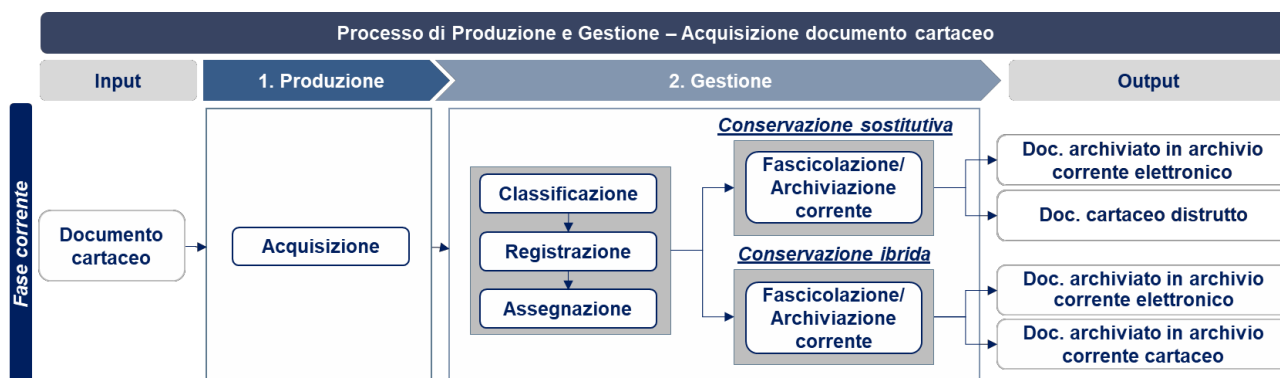 Processo di Produzione e Gestione – Acquisizione documento cartaceo
Input
1. Produzione
2. Gestione
Output
Fase corrente
Documento
cartaceo
Acquisizione
Classificazione
Registrazione
Assegnazione
Conservazione sostitutiva
Fascicolazione/
Archiviazione
corrente
Conservazione ibrida
Fascicolazione/
Archiviazione
corrente
Doc. archiviato in archivio
corrente elettronico
Doc. cartaceo distrutto
Doc. archiviato in archivio
corrente elettronico
Doc. archiviato in archivio
corrente cartaceo